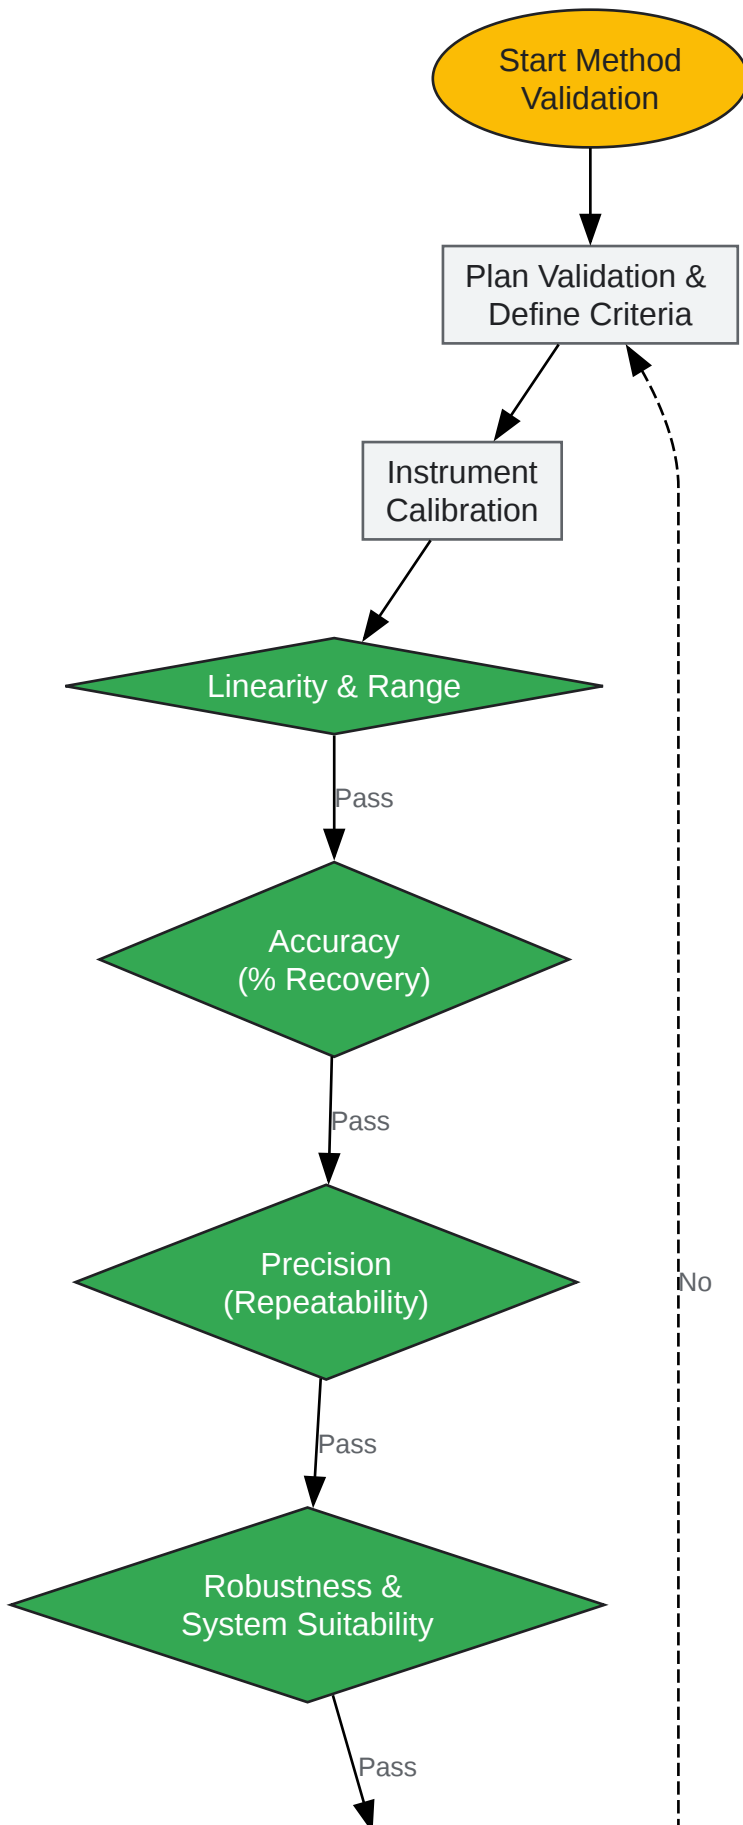 Start Method
Validation
Plan Validation &
Define Criteria
Instrument
Calibration
Linearity & Range
Pass
Accuracy
(% Recovery)
Pass
Precision
(Repeatability)
No
Pass
Robustness &
System Suitability
Pass